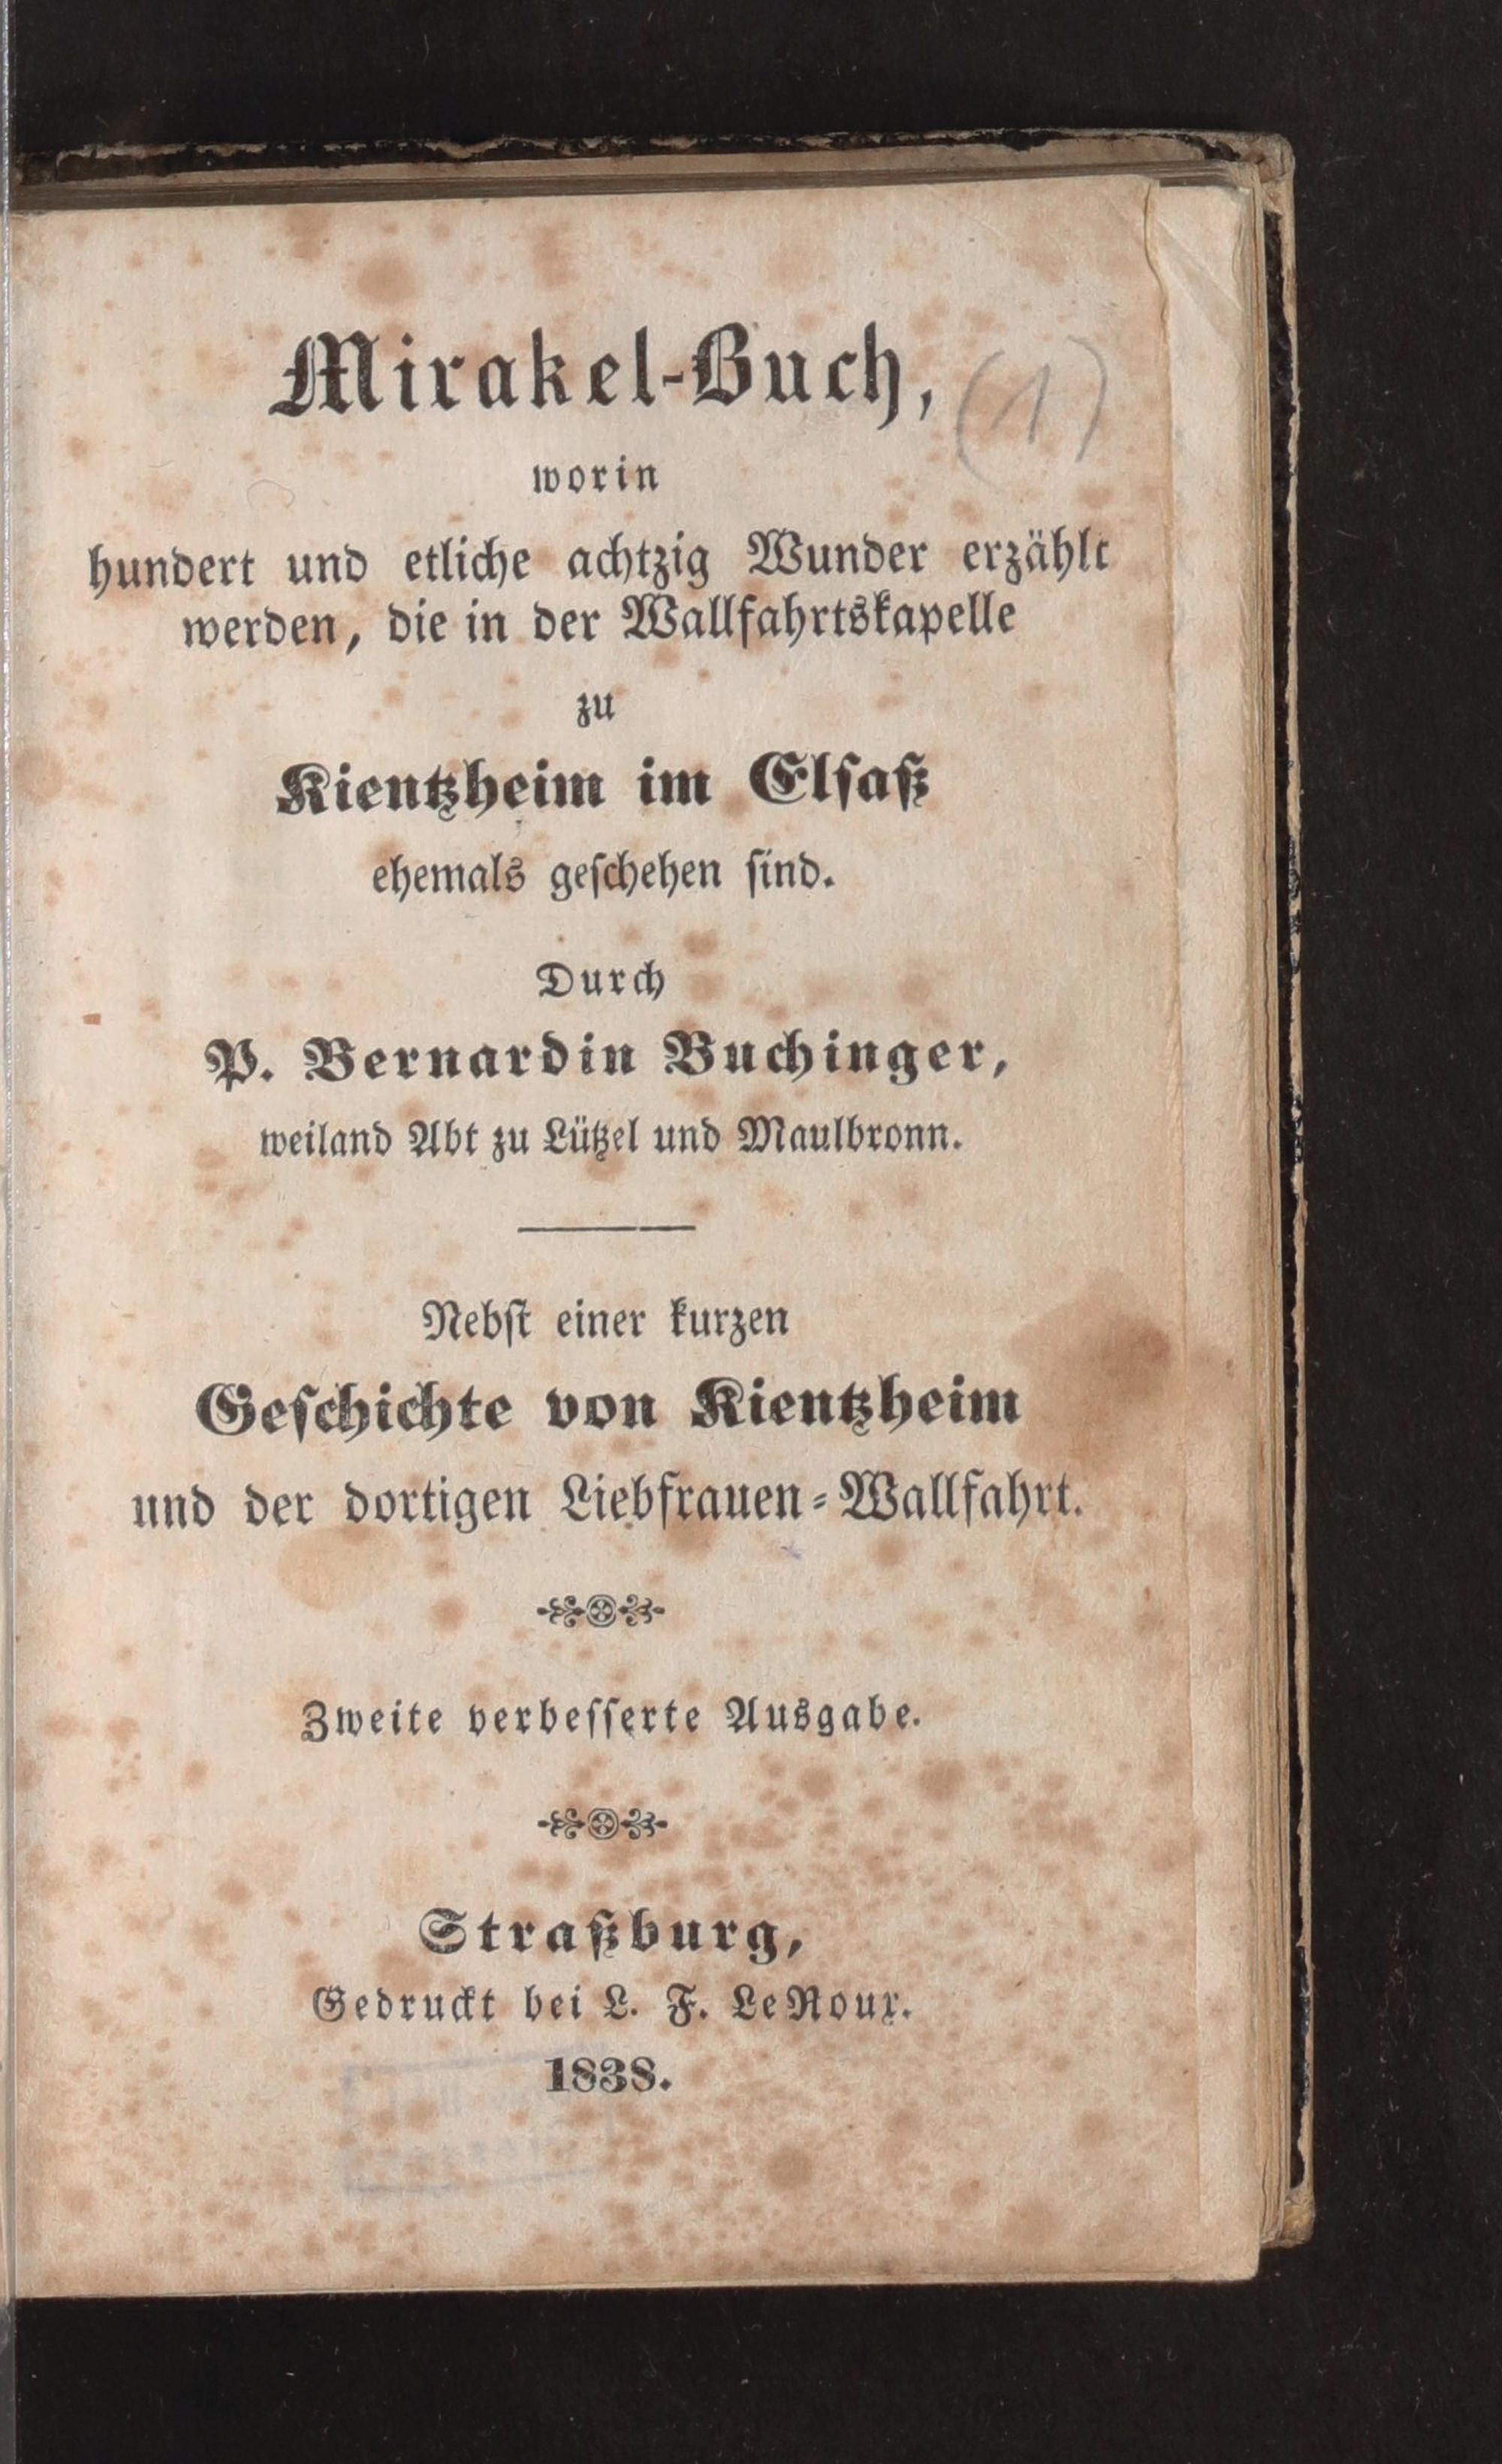 Mirakel-Buch, (1)
worin
hundert und etliche achtzig Wunder erzählt
werden, die in der Wallfahrtskapelle
zu
Kientzheim im Elsaß
ehemals geschehen sind.
Durch
P. Bernardin Buchinger,
weiland Abt zu Lützel und Maulbronn.
Nebst einer kurzen
Geschichte von Kientzheim
und der dortigen Liebfrauen-Wallfahrt.
Zweite verbesserte Ausgabe.
Straßburg,
Gedruckt bei L. F. LeRoux.
1838.